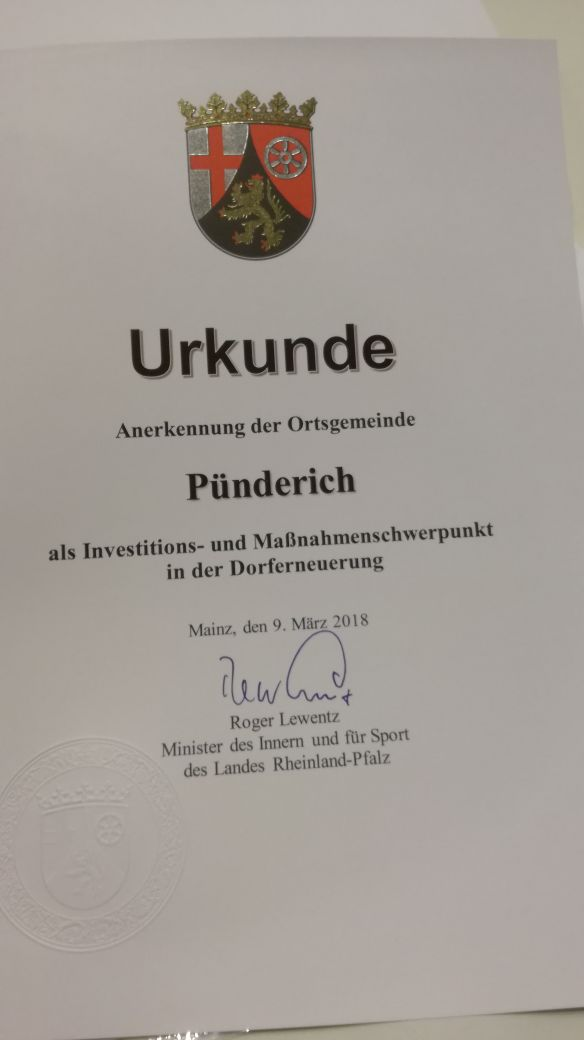 Urkunde
Anerkennung der Ortsgemeinde
Pünderich
als Investitions- und Maßnahmenschwerpunkt
in der Dorferneuerung
Mainz, den 9. März 2018
Roger Lewentz
Minister des Innern und für Sport
des Landes Rheinland-Pfalz